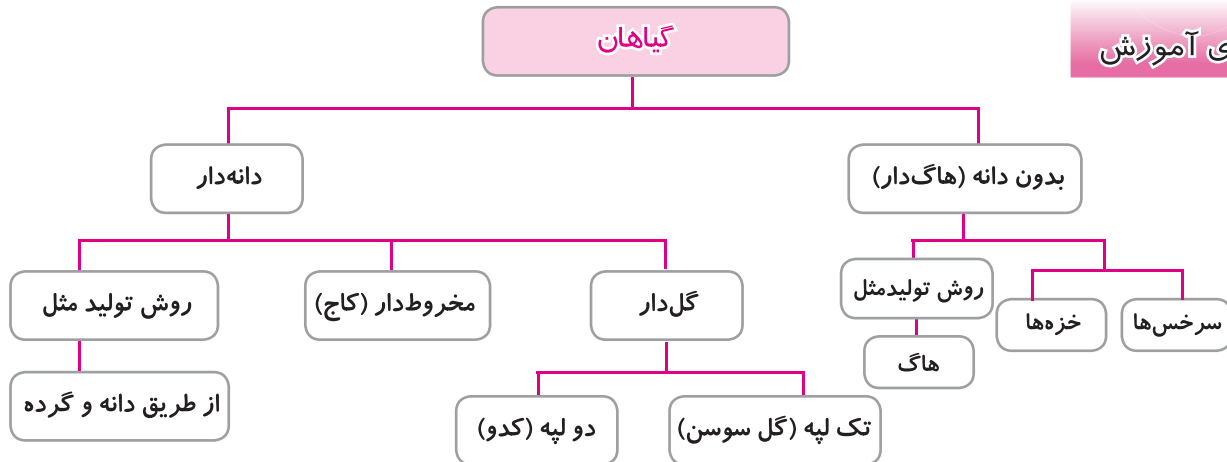 ی آموزش
گیاهان
بدون دانه (هاگ‌دار)
دانه‌دار
سرخس‌ها
خزه‌ها
روش تولیدمثل
هاگ
گل‌دار
مخروط‌دار (کاج)
روش تولید مثل
تک لپه (گل سوسن)
دو لپه (کدو)
از طریق دانه و گرده